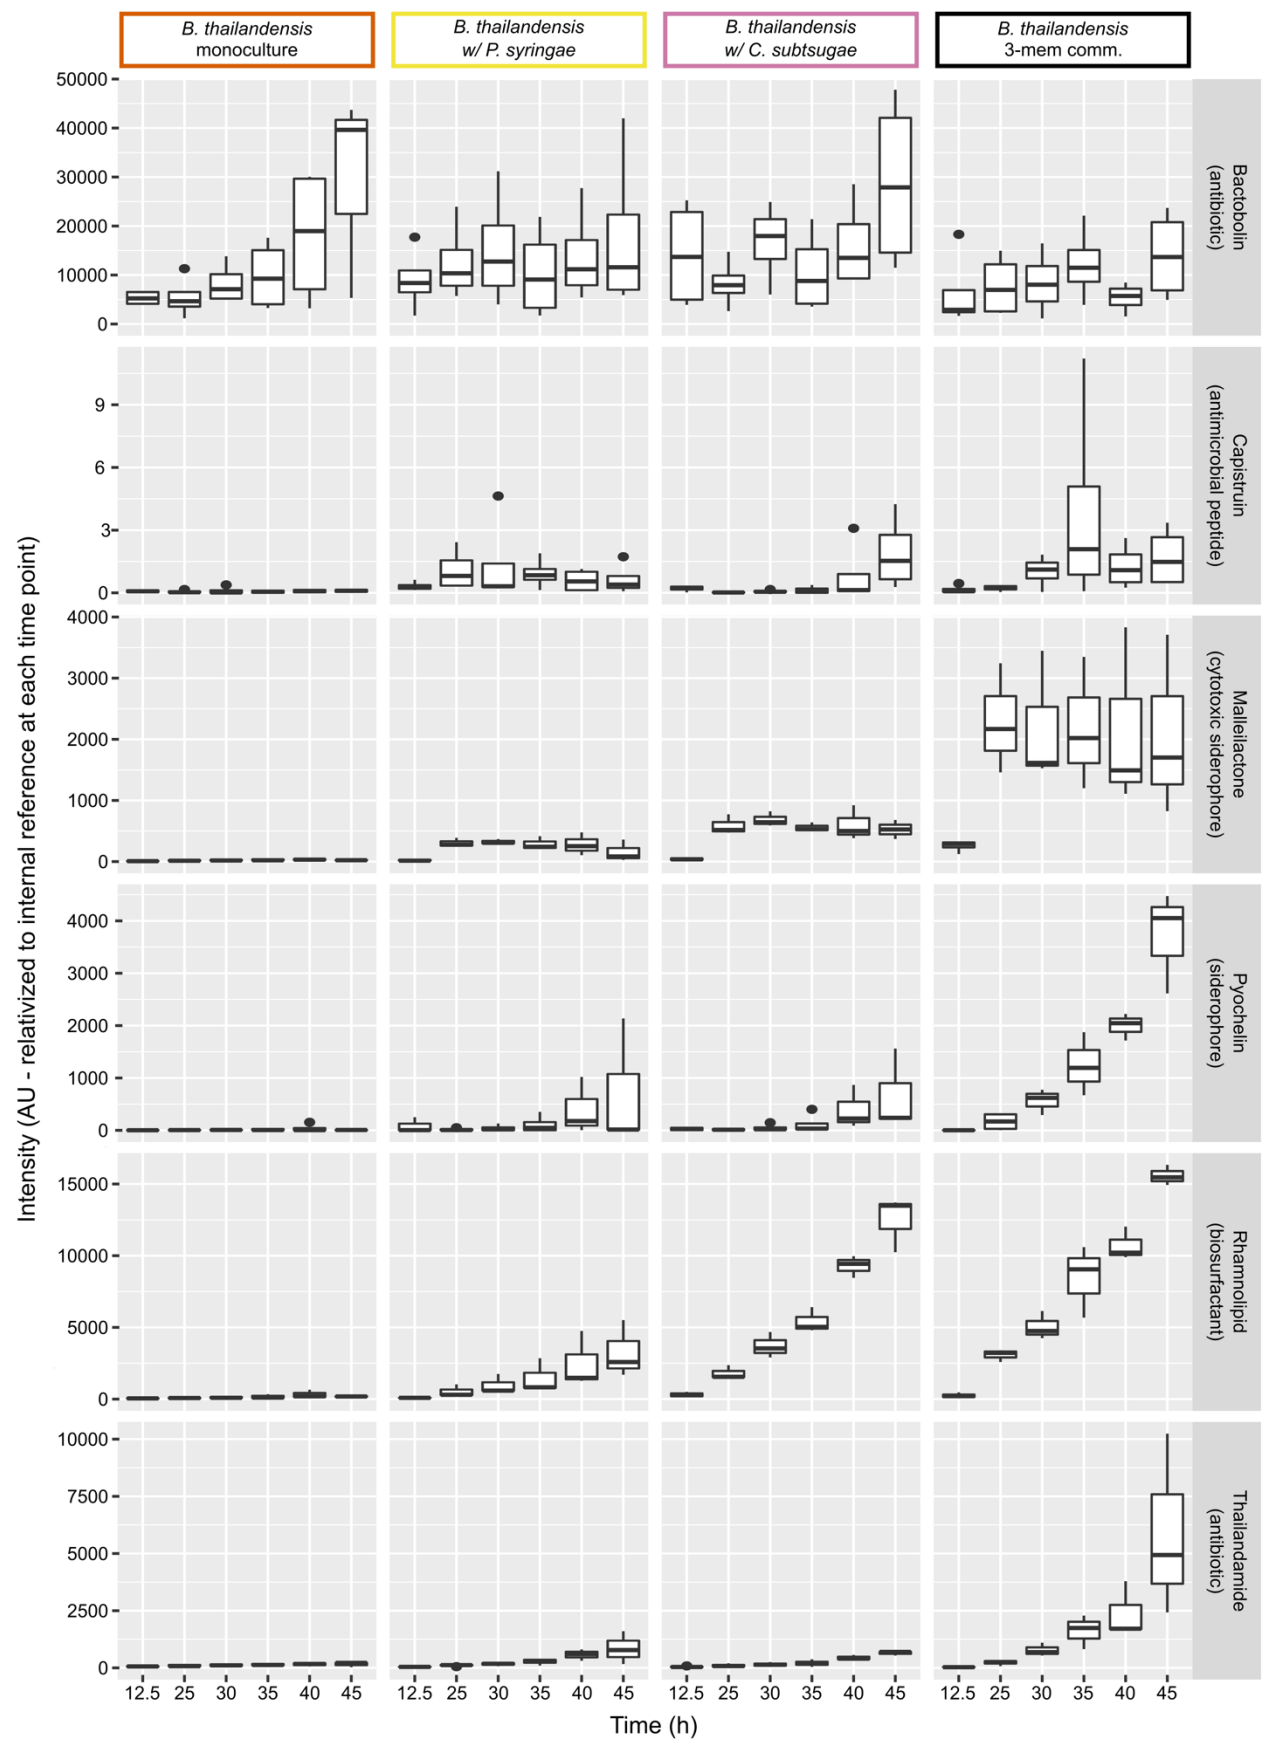 B. thailandensis
monoculture
B. thailandensis
w/ P. syringae
B. thailandensis
w/ C. subtsugae
B. thailandensis
3-mem comm.
Intensity (AU - relativized to internal reference at each time point)
50000
40000
30000
20000
10000
0
Bactobolin
(antibiotic)
9
6
3
0
Capistruin
(antimicrobial peptide)
4000
3000
2000
1000
0
Malleilactone
(cytotoxic siderophore)
4000
3000
2000
1000
0
Pyochelin
(siderophore)
15000
10000
5000
0
Rhamnolipid
(biosurfactant)
10000
7500
5000
2500
0
Thailandamide
(antibiotic)
12.5 25 30 35 40 45 12.5 25 30 35 40 45 12.5 25 30 35 40 45 12.5 25 30 35 40 45
Time (h)